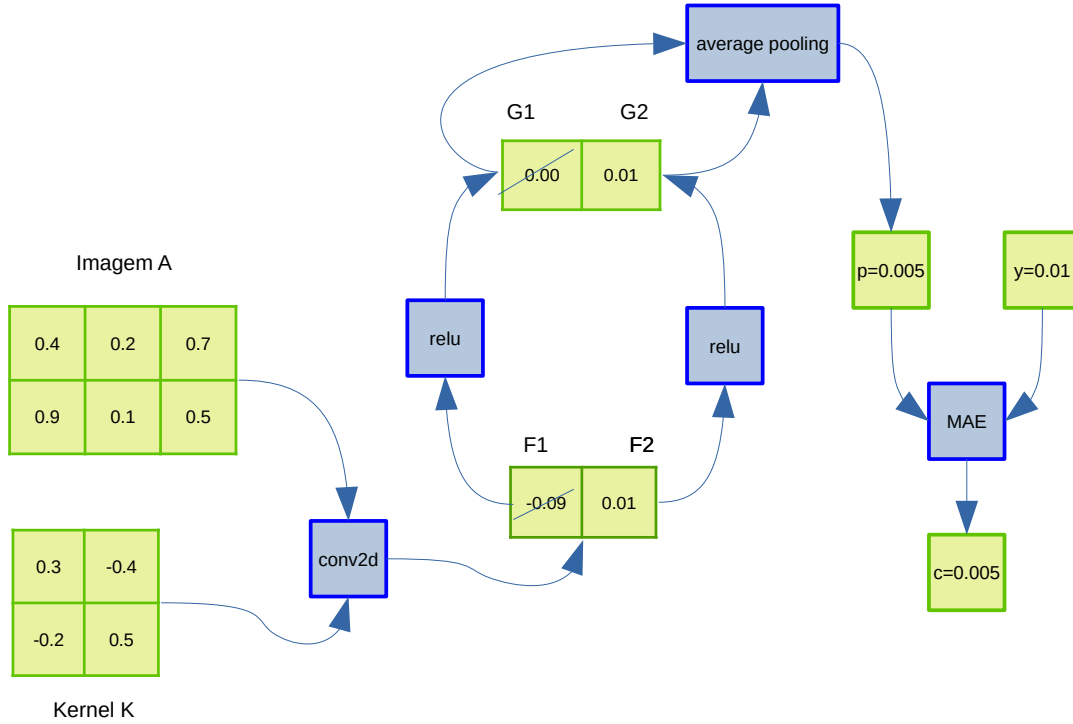 average pooling
G1 G2
0.00 0.01
Imagem A
p=0.005 y=0.01
0.4 0.2 0.7
relu
relu
0.9 0.1 0.5
MAE
F1 F2
-0.09 0.01
0.3 -0.4
conv2d
c=0.005
-0.2 0.5
Kernel K